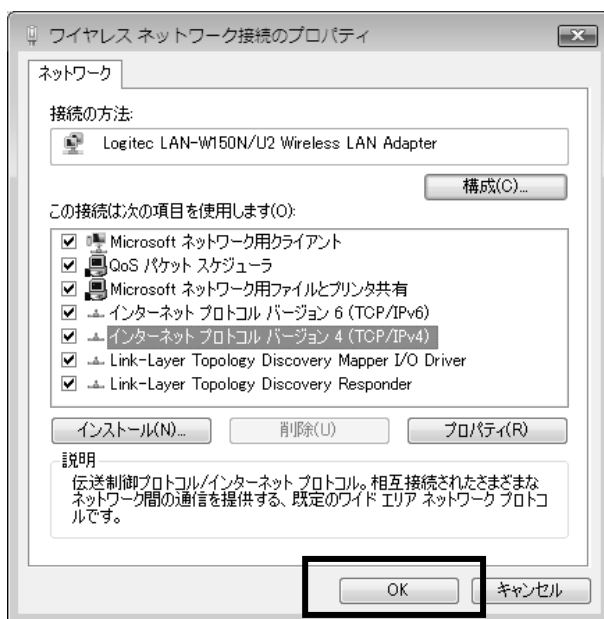 ワイヤレス ネットワーク接続のプロパティ
ネットワーク
接続の方法:
Logitec LAN-W150N/U2 Wireless LAN Adapter
構成(C)...
この接続は次の項目を使用します(O):
Microsoft ネットワーク用クライアント
QoS パケット スケジューラ
Microsoft ネットワーク用ファイルとプリンタ共有
インターネット プロトコル バージョン 6 (TCP/IPv6)
インターネット プロトコル バージョン 4 (TCP/IPv4)
Link-Layer Topology Discovery Mapper I/O Driver
Link-Layer Topology Discovery Responder
インストール(N)... 削除(U) プロパティ(R)
説明
伝送制御プロトコル/インターネット プロトコル。相互接続されたさまざまな
ネットワーク間の通信を提供する、既定のワイド エリア ネットワーク プロトコ
ルです。
OK キャンセル